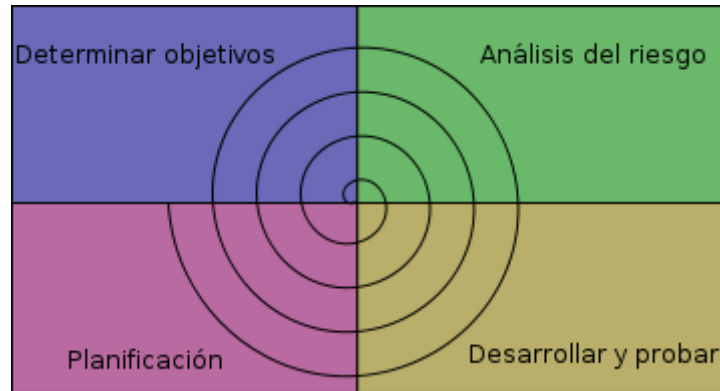 Determinar objetivos
Análisis del riesgo
Planificación
Desarrollar y probar